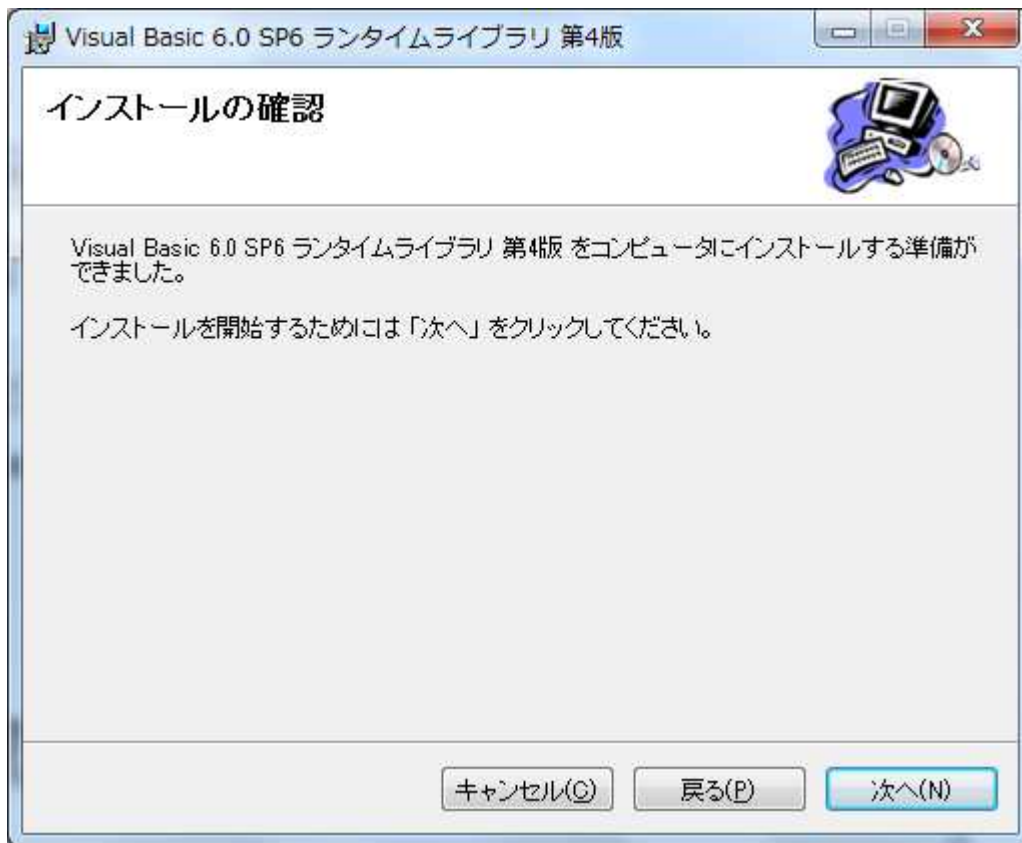 Visual Basic 6.0 SP6 ランタイムライブラリ 第4版
インストールの確認
Visual Basic 6.0 SP6 ランタイムライブラリ 第4版 をコンピュータにインストールする準備が
できました。
インストールを開始するためには「次へ」をクリックしてください。
キャンセル(C) 戻る(P) 次へ(N)